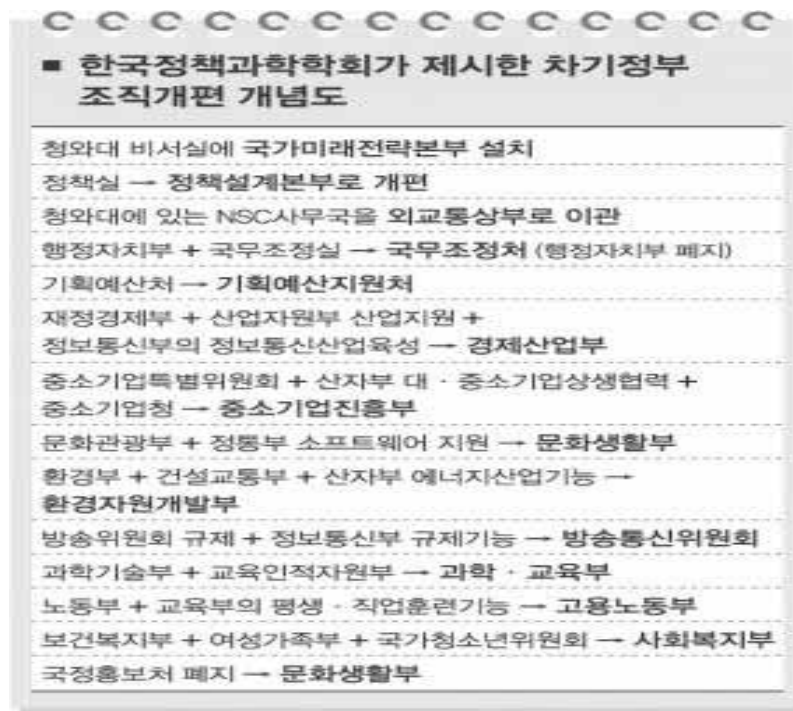 ■ 한국정책과학학회가 제시한 차기정부
조직개편 개념도
청와대 비서실에 국가미래전략본부 설치
정책실 → 정책설계본부로 개편
청와대에 있는 NSC사무국을 외교통상부로 이관
행정자치부 + 국무조정실 → 국무조정처 (행정자치부 폐지)
기획예산처 → 기획예산지원처
재정경제부 + 산업자원부 산업지원 +
정보통신부의 정보통신산업육성 → 경제산업부
중소기업특별위원회 + 산자부 대 · 중소기업상생협력 +
중소기업청 → 중소기업진흥부
문화관광부 + 정통부 소프트웨어 지원 → 문화생활부
환경부 + 건설교통부 + 산자부 에너지산업기능 →
환경자원개발부
방송위원회 규제 + 정보통신부 규제기능 → 방송통신위원회
과학기술부 + 교육인적자원부 → 과학 · 교육부
노동부 + 교육부의 평생 · 직업훈련기능 → 고용노동부
보건복지부 + 여성가족부 + 국가청소년위원회 → 사회복지부
국정홍보처 폐지 → 문화생활부